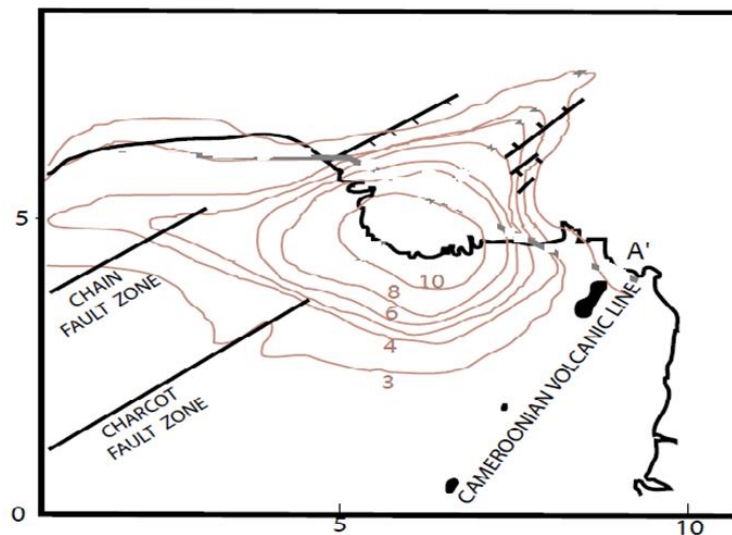 A'
5
10
8
6
4
3
CHAIN
FAULT ZONE
CHARCOT
FAULT ZONE
CAMEROONIAN VOLCANIC LINE
0
5
10